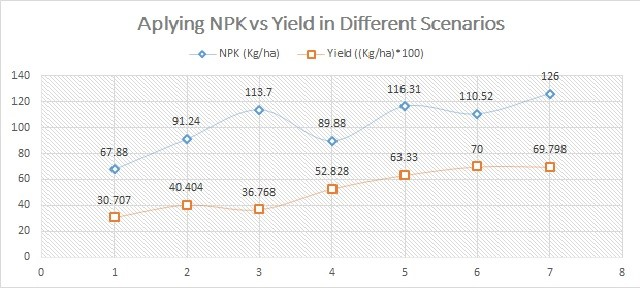 Aplying NPK vs Yield in Different Scenarios
NPK (Kg/ha) Yield ((Kg/ha)*100)
140
120
100
80
60
40
20
0
67.88 91.24 113.7 89.88 116.31 110.52 126
30.707 40.404 36.768 52.828 63.33 70 69.798
0 1 2 3 4 5 6 7 8